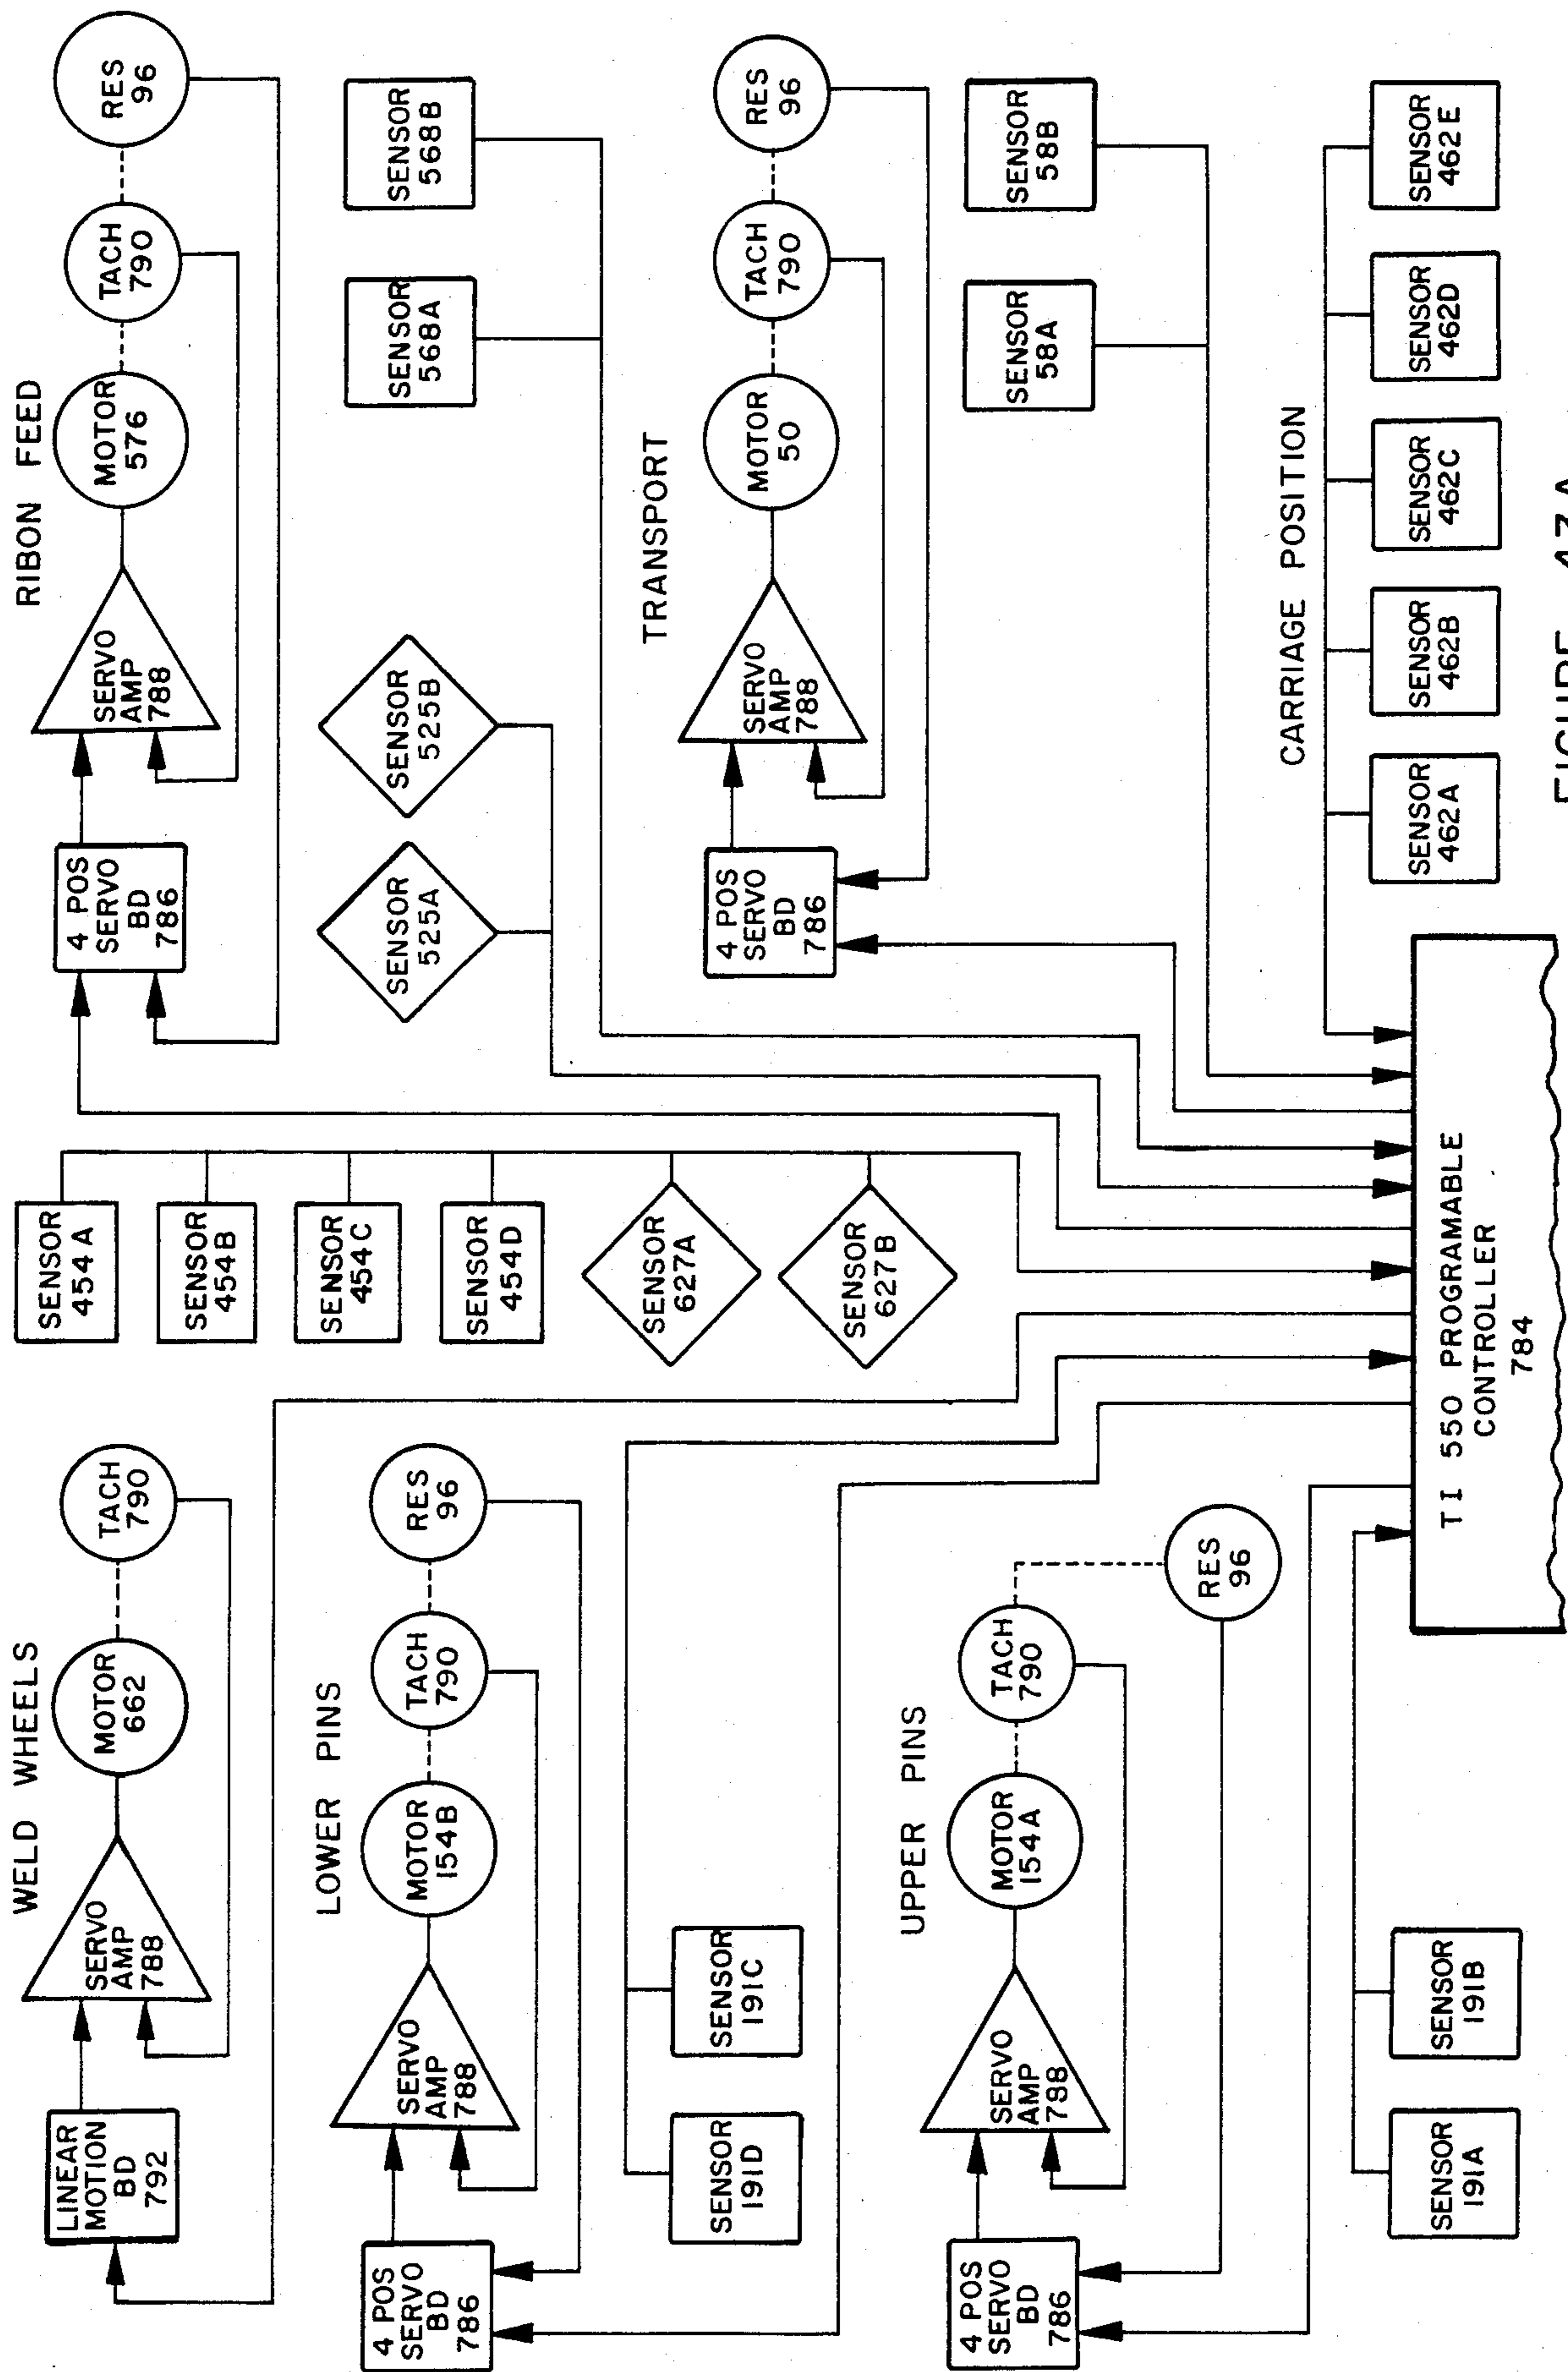 WELD WHEELS
LINEAR
MOTION
BD
792
SERVO
AMP
788
MOTOR
662
TACH
790
LOWER PINS
4 POS
SERVO
BD
786
SERVO
AMP
788
MOTOR
154B
TACH
790
RES
96
SENSOR
191D
SENSOR
191C
UPPER PINS
4 POS
SERVO
BD
786
SERVO
AMP
788
MOTOR
154A
TACH
790
RES
96
SENSOR
191A
SENSOR
191B
SENSOR
454A
SENSOR
454B
SENSOR
454C
SENSOR
454D
SENSOR
627A
SENSOR
627B
RIBBON FEED
4 POS
SERVO
BD
786
SERVO
AMP
788
MOTOR
576
TACH
790
RES
96
SENSOR
525A
SENSOR
525B
SENSOR
568A
SENSOR
568B
TRANSPORT
4 POS
SERVO
BD
786
SERVO
AMP
788
MOTOR
50
TACH
790
RES
96
SENSOR
58A
SENSOR
58B
CARRIAGE POSITION
SENSOR
462A
SENSOR
462B
SENSOR
462C
SENSOR
462D
SENSOR
462E
TI 550 PROGRAMABLE
CONTROLLER
784
FIGURE